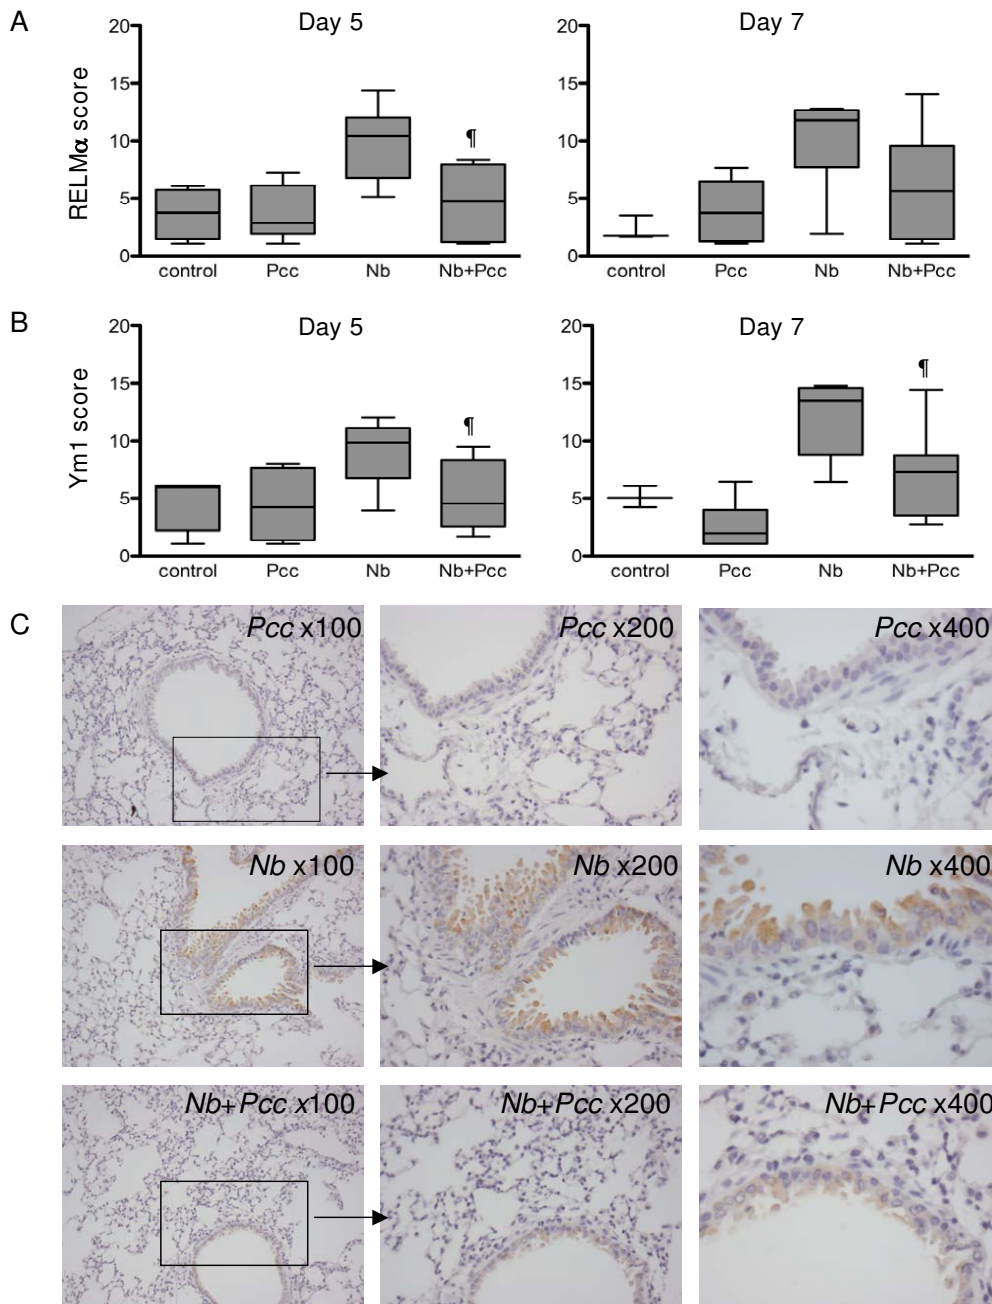 A
Day 5
Day 7
RELMα score
20
15
10
5
0
¶
control Pcc Nb Nb+Pcc
20
15
10
5
0
control Pcc Nb Nb+Pcc
B
Day 5
Day 7
Ym1 score
20
15
10
5
0
¶
control Pcc Nb Nb+Pcc
20
15
10
5
0
¶
control Pcc Nb Nb+Pcc
C
Pcc x100
Pcc x200
Pcc x400
Nb x100
Nb x200
Nb x400
Nb+Pcc x100
Nb+Pcc x200
Nb+Pcc x400